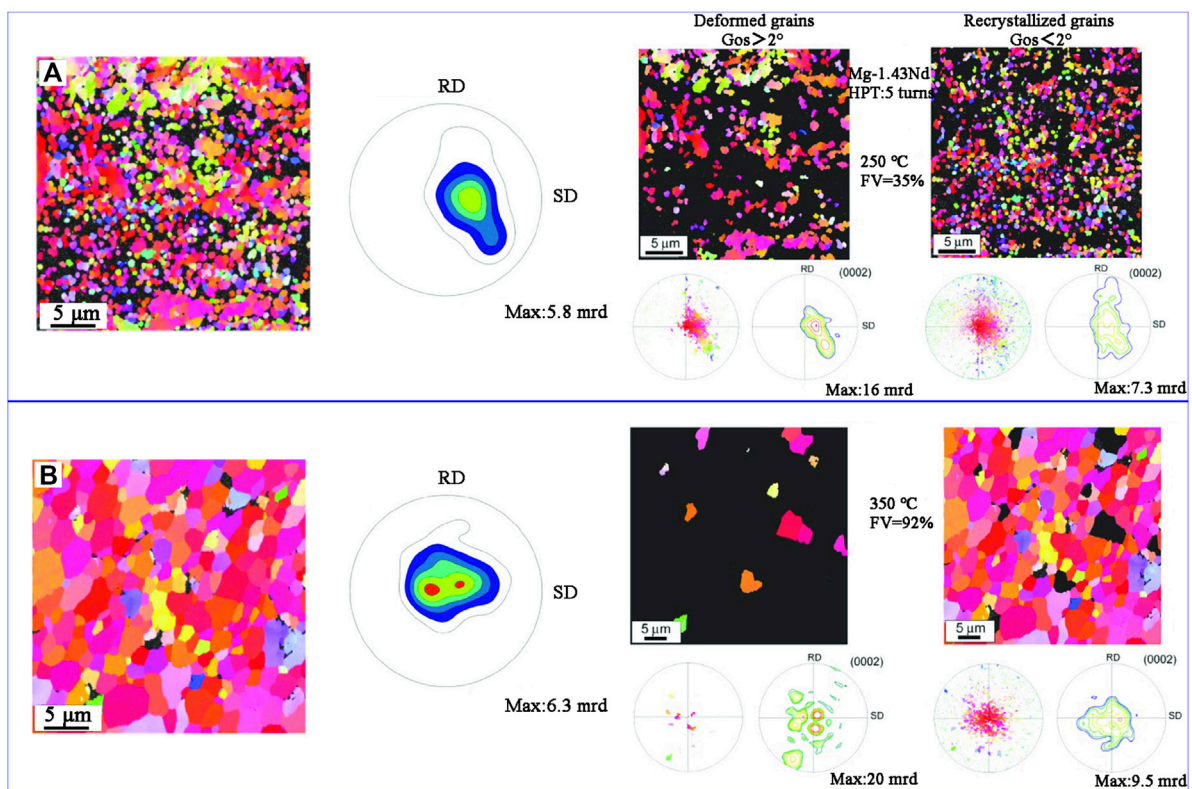 Deformed grains
Gos＞2°
Recrystallized grains
Gos＜2°
A
RD
SD
Max:5.8 mrd
5 μm
Mg-1.43Nd
HPT:5 turns
250 ℃
FV=35%
5 μm
5 μm
RD
(0002)
SD
Max:16 mrd
RD
(0002)
SD
Max:7.3 mrd
B
RD
SD
Max:6.3 mrd
5 μm
350 ℃
FV=92%
5 μm
5 μm
RD
(0002)
SD
Max:20 mrd
RD
(0002)
SD
Max:9.5 mrd